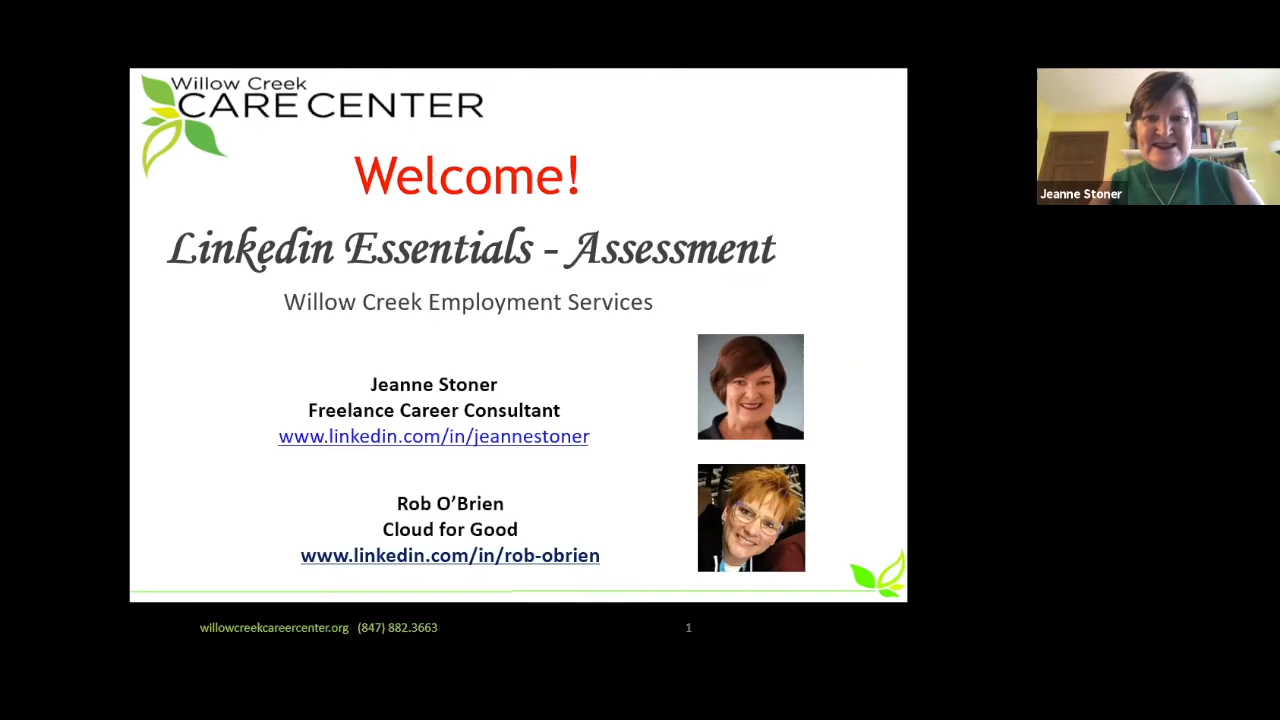 Willow Creek
CARE CENTER
Welcome!
Linkedin Essentials - Assessment
Willow Creek Employment Services
Jeanne Stoner
Freelance Career Consultant
www.linkedin.com/in/jeannestoner
Rob O’Brien
Cloud for Good
www.linkedin.com/in/rob-obrien
willowcreekcareercenter.org (847) 882.3663
1
Jeanne Stoner